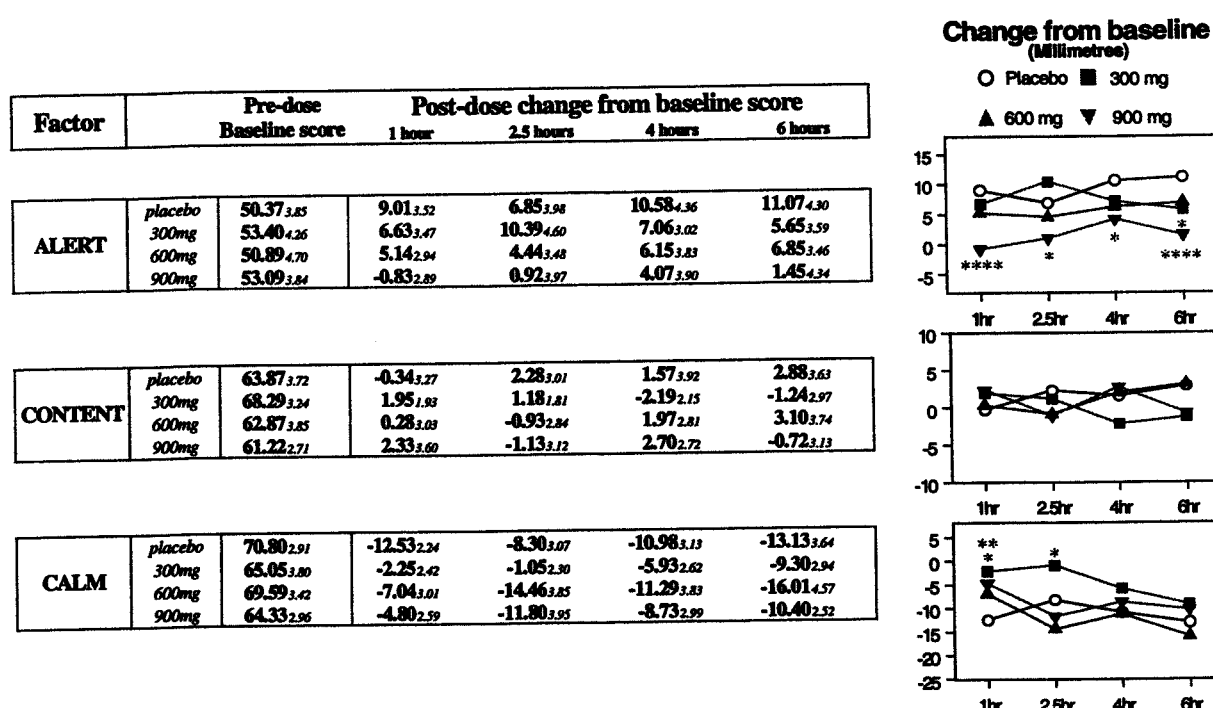 Factor Pre-dose Baseline score Post-dose change from baseline score
1 hour 2.5 hours 4 hours 6 hours
ALERT
placebo 50.37 3.85 9.01 3.52 6.85 3.98 10.58 4.36 11.07 4.30
300mg 53.40 4.26 6.63 3.47 10.39 4.60 7.06 3.02 5.65 3.59
600mg 50.89 4.70 5.14 2.94 4.44 3.48 6.15 3.83 6.85 3.46
900mg 53.09 3.84 -0.83 2.89 0.92 3.97 4.07 3.90 1.45 4.34
CONTENT
placebo 63.87 3.72 -0.34 3.27 2.28 3.01 1.57 3.92 2.88 3.63
300mg 68.29 3.24 1.95 1.93 1.18 1.81 -2.19 2.15 -1.24 2.97
600mg 62.87 3.85 0.28 3.03 -0.93 2.84 1.97 2.81 3.10 3.74
900mg 61.22 2.71 2.33 3.60 -1.13 3.12 2.70 2.72 -0.72 3.13
CALM
placebo 70.80 2.91 -12.53 2.24 -8.30 3.07 -10.98 3.13 -13.13 3.64
300mg 65.05 3.80 -2.25 2.42 -1.05 2.30 -5.93 2.62 -9.30 2.94
600mg 69.59 3.42 -7.04 3.01 -14.46 3.85 -11.29 3.83 -16.01 4.57
900mg 64.33 2.96 -4.80 2.59 -11.80 3.95 -8.73 2.99 -10.40 2.52
Change from baseline
(Millimetres)
Placebo 300 mg
600 mg 900 mg
15
10
5
0
-5
*
**** * * ****
1hr 2.5hr 4hr 6hr
10
5
0
-5
-10
1hr 2.5hr 4hr 6hr
5
0
-5
-10
-15
-20
-25
**
* *
1hr 2.5hr 4hr 6hr